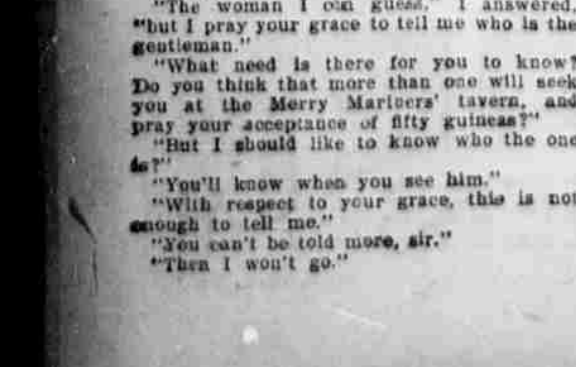 "The woman I can guess," I answered,
"but I pray your grace to tell me who is the
gentleman."
"What need is there for you to know?
Do you think that more than one will seek
you at the Merry Mariners' tavern, and
pray your acceptance of fifty guineas?"
"But I should like to know who the one
is?"
"You'll know when you see him."
"With respect to your grace, this is not
enough to tell me."
"You can't be told more, sir."
"Then I won't go."